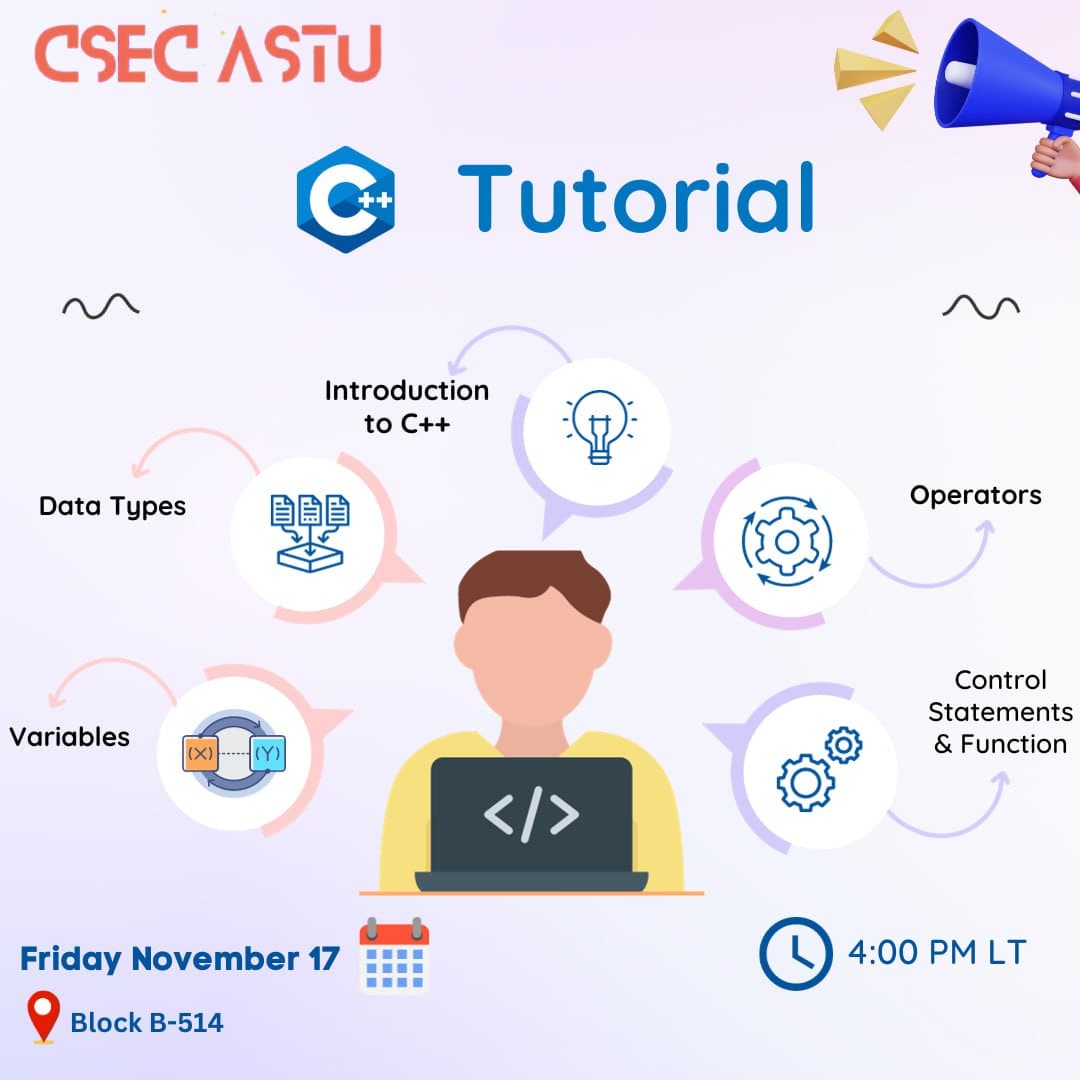 CSEC ASTU
C++ Tutorial
Introduction
to C++
Data Types
Operators
Variables
(X)
(Y)
Control
Statements
& Function
</>
Friday November 17
4:00 PM LT
Block B-514